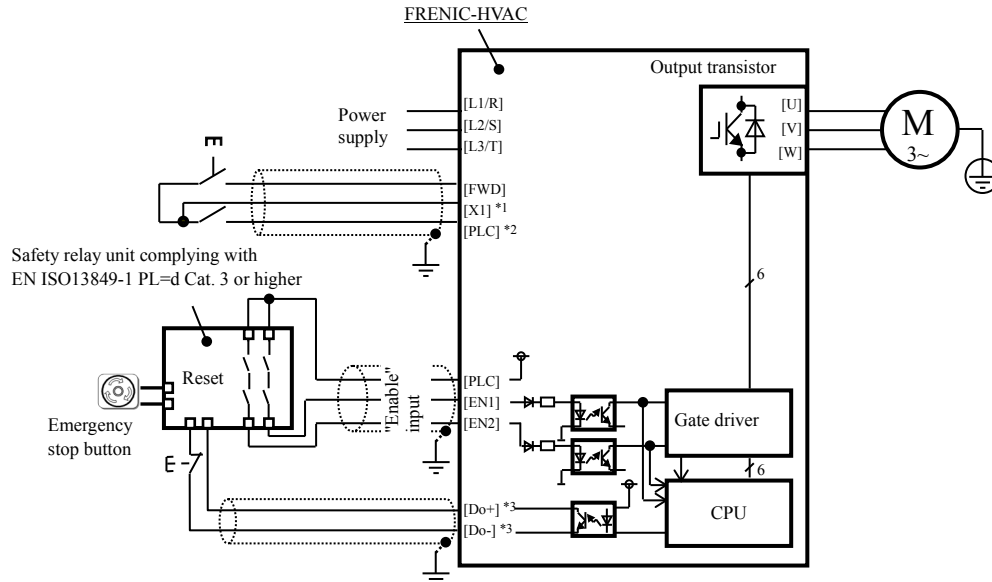 FRENIC-HVAC
Output transistor
Power
supply
[L1/R]
[L2/S]
[L3/T]
[U]
[V]
[W]
M
3~
[FWD]
[X1] *1
[PLC] *2
Safety relay unit complying with
EN ISO13849-1 PL=d Cat. 3 or higher
6
Reset
Emergency
stop button
"Enable"
input
[PLC]
[EN1]
[EN2]
Gate driver
6
CPU
[Do+] *3
[Do-] *3